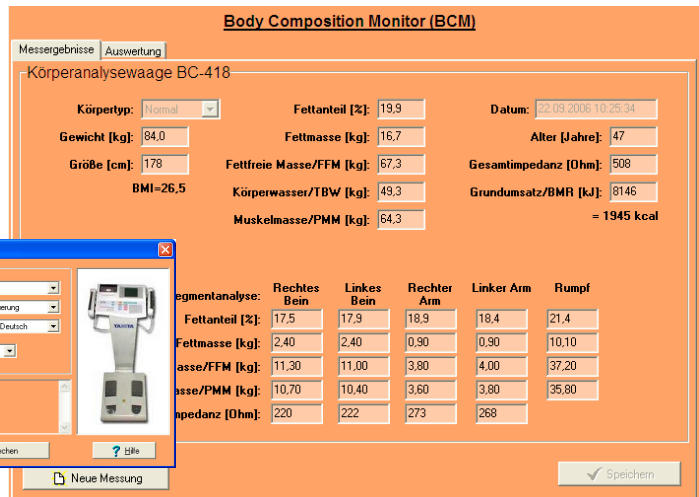 Body Composition Monitor (BCM)
Messergebnisse Auswertung
Körperanalysewaage BC-418
Körpertyp: Normal Fettanteil [%]: 19,9 Datum: 22.09.2006 10:25:34
Gewicht [kg]: 84,0 Fettmasse [kg]: 16,7 Alter [Jahre]: 47
Größe [cm]: 178 Fettfreie Masse/FFM [kg]: 67,3 Gesamtimpedanz [Ohm]: 508
BMI=26,5 Körperwasser/TBW [kg]: 49,3 Grundumsatz/BMR [kJ]: 8146
Muskelmasse/PMM [kg]: 64,3 = 1945 kcal
egmentanalyse: Rechtes Bein Linkes Bein Rechter Arm Linker Arm Rumpf
Fettanteil [%]: 17,5 17,9 18,9 18,4 21,4
Fettmasse [kg]: 2,40 2,40 0,90 0,90 10,10
asse/FFM [kg]: 11,30 11,00 3,80 4,00 37,20
asse/PMM [kg]: 10,70 10,40 3,60 3,80 35,80
mpedanz [Ohm]: 220 222 273 268
erung
Deutsch
TANITA
chen ? Hilfe
Neue Messung Speichern